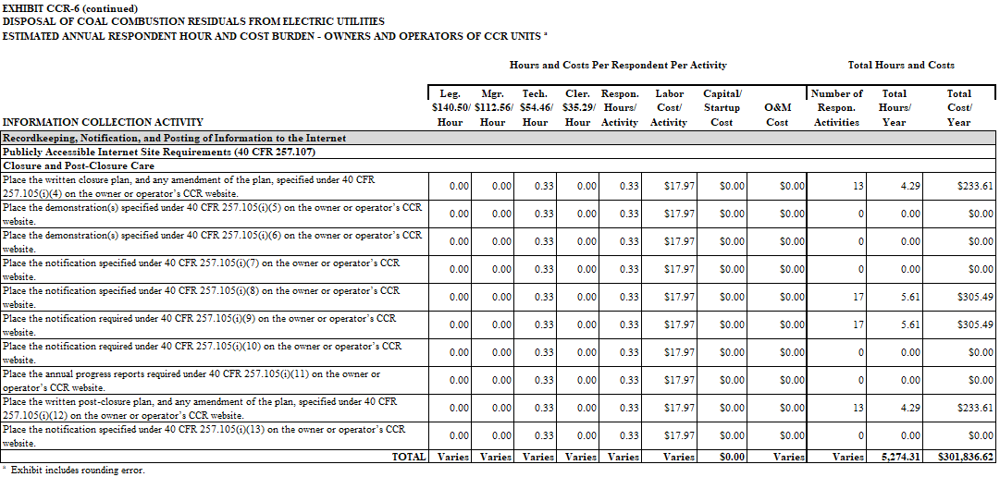 EXHIBIT CCR-6 (continued)
DISPOSAL OF COAL COMBUSTION RESIDUALS FROM ELECTRIC UTILITIES
ESTIMATED ANNUAL RESPONDENT HOUR AND COST BURDEN - OWNERS AND OPERATORS OF CCR UNITS ª
Hours and Costs Per Respondent Per Activity Total Hours and Costs
Leg. Mgr. Tech. Cler. Respon. Labor Capital/ Number of Total Total
$140.50/ $112.56/ $54.46/ $35.29/ Hours/ Cost/ Startup O&M Respon. Hours/ Cost/
INFORMATION COLLECTION ACTIVITY Hour Hour Hour Hour Activity Activity Cost Cost Activities Year Year
Recordkeeping, Notification, and Posting of Information to the Internet
Publicly Accessible Internet Site Requirements (40 CFR 257.107)
Closure and Post-Closure Care
Place the written closure plan, and any amendment of the plan, specified under 40 CFR
257.105(i)(4) on the owner or operator's CCR website. 0.00 0.00 0.33 0.00 0.33 $17.97 $0.00 $0.00 13 4.29 $233.61
Place the demonstration(s) specified under 40 CFR 257.105(i)(5) on the owner or operator's CCR
website. 0.00 0.00 0.33 0.00 0.33 $17.97 $0.00 $0.00 0 0.00 $0.00
Place the demonstration(s) specified under 40 CFR 257.105(i)(6) on the owner or operator's CCR
website. 0.00 0.00 0.33 0.00 0.33 $17.97 $0.00 $0.00 0 0.00 $0.00
Place the notification specified under 40 CFR 257.105(i)(7) on the owner or operator's CCR
website. 0.00 0.00 0.33 0.00 0.33 $17.97 $0.00 $0.00 0 0.00 $0.00
Place the notification specified under 40 CFR 257.105(i)(8) on the owner or operator's CCR
website. 0.00 0.00 0.33 0.00 0.33 $17.97 $0.00 $0.00 17 5.61 $305.49
Place the notification required under 40 CFR 257.105(i)(9) on the owner or operator's CCR
website. 0.00 0.00 0.33 0.00 0.33 $17.97 $0.00 $0.00 17 5.61 $305.49
Place the notification required under 40 CFR 257.105(i)(10) on the owner or operator's CCR
website. 0.00 0.00 0.33 0.00 0.33 $17.97 $0.00 $0.00 0 0.00 $0.00
Place the annual progress reports required under 40 CFR 257.105(i)(11) on the owner or
operator's CCR website. 0.00 0.00 0.33 0.00 0.33 $17.97 $0.00 $0.00 0 0.00 $0.00
Place the written post-closure plan, and any amendment of the plan, specified under 40 CFR
257.105(i)(12) on the owner or operator's CCR website. 0.00 0.00 0.33 0.00 0.33 $17.97 $0.00 $0.00 13 4.29 $233.61
Place the notification specified under 40 CFR 257.105(i)(13) on the owner or operator's CCR
website. 0.00 0.00 0.33 0.00 0.33 $17.97 $0.00 $0.00 0 0.00 $0.00
TOTAL Varies Varies Varies Varies Varies Varies $0.00 Varies Varies 5,274.31 $301,836.62
ª Exhibit includes rounding error.